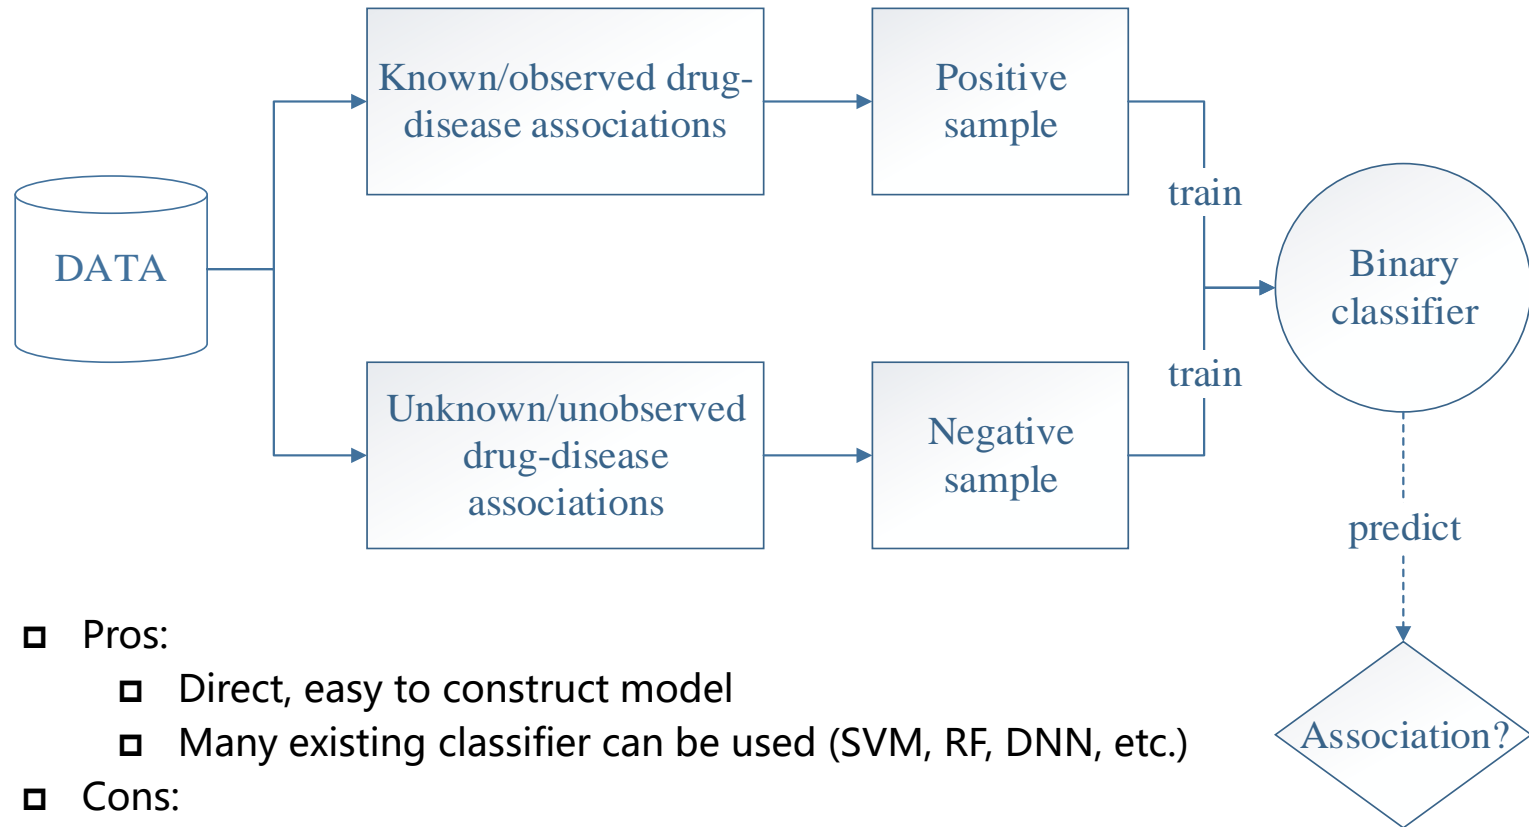 DATA
Known/observed drug-
disease associations
Positive
sample
train
Unknown/unobserved
drug-disease
associations
Negative
sample
train
Binary
classifier
predict
Association?
Pros:
Direct, easy to construct model
Many existing classifier can be used (SVM, RF, DNN, etc.)
Cons: